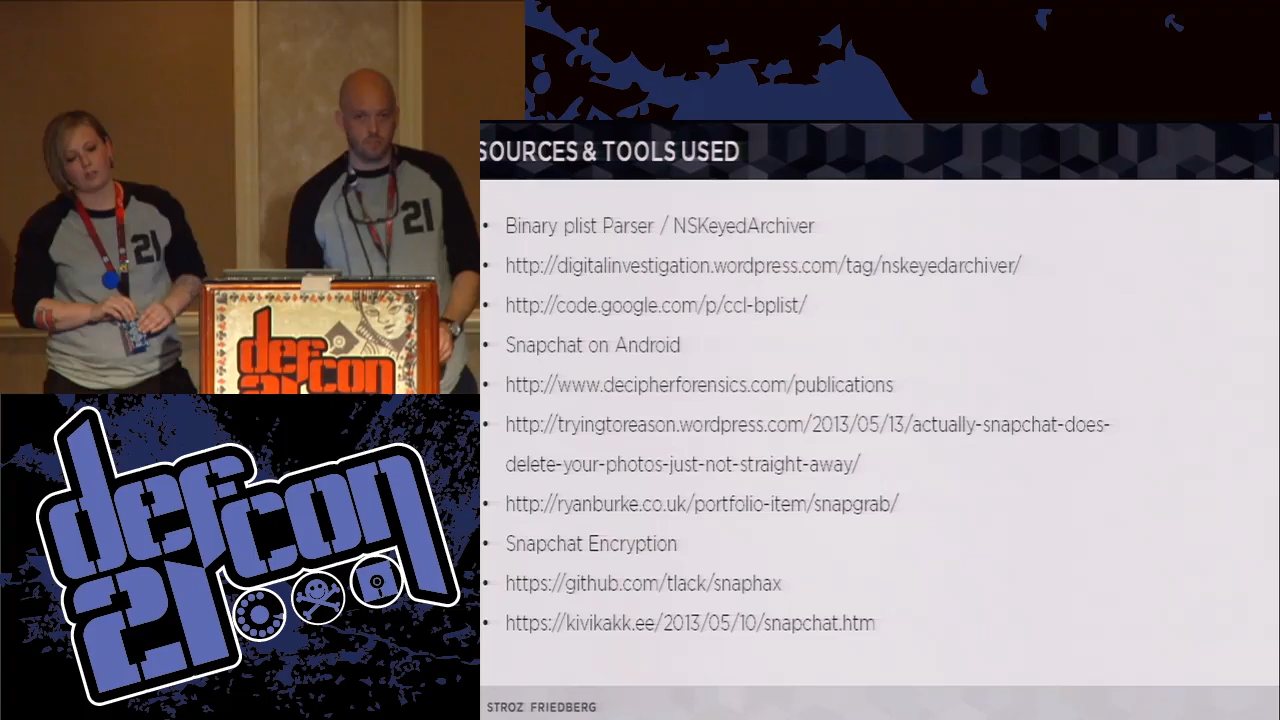 21
21
defcon
21
defcon
21
SOURCES & TOOLS USED
• Binary plist Parser / NSKeyedArchiver
• http://digitalinvestigation.wordpress.com/tag/nskeyedarchiver/
• http://code.google.com/p/ccl-bplist/
• Snapchat on Android
• http://www.decipherforensics.com/publications
• http://tryingtoreason.wordpress.com/2013/05/13/actually-snapchat-does-
delete-your-photos-just-not-straight-away/
• http://ryanburke.co.uk/portfolio-item/snapgrab/
• Snapchat Encryption
• https://github.com/tlack/snaphax
• https://kivikakk.ee/2013/05/10/snapchat.htm
STROZ FRIEDBERG